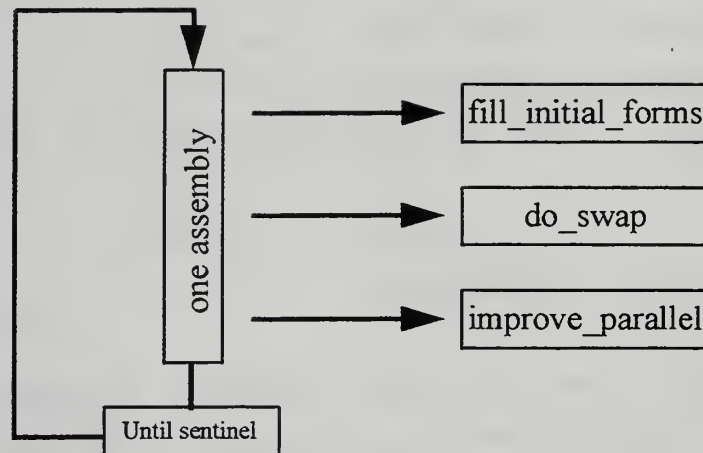 fill_initial_forms
one assembly
do_swap
improve_parallel
Until sentinel